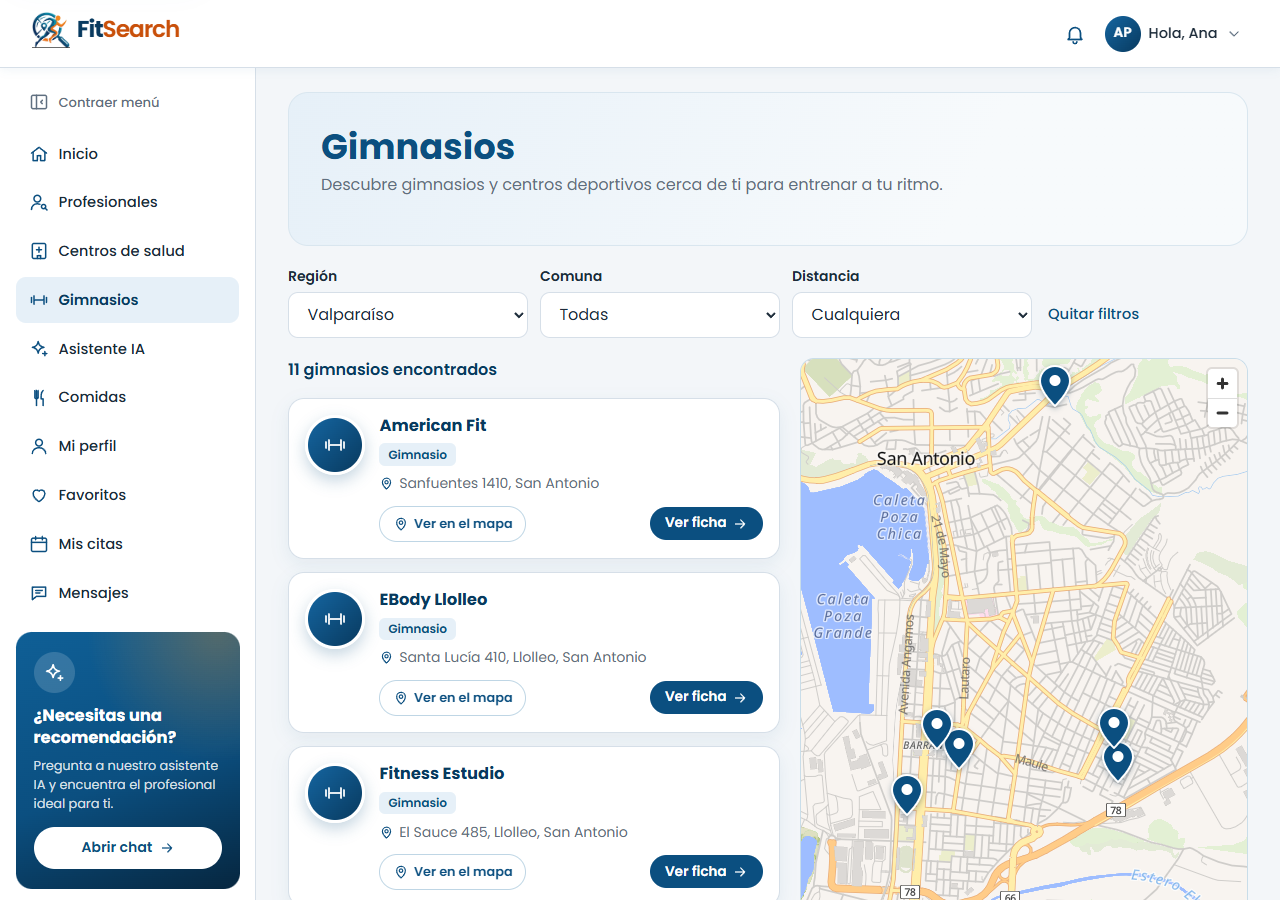 FitSearch
AP
Hola, Ana
Contraer menú
Inicio
Profesionales
Centros de salud
Gimnasios
Asistente IA
Comidas
Mi perfil
Favoritos
Mis citas
Mensajes
¿Necesitas una
recomendación?
Pregunta a nuestro asistente
IA y encuentra el profesional
ideal para ti.
Abrir chat →
Gimnasios
Descubre gimnasios y centros deportivos cerca de ti para entrenar a tu ritmo.
Región
Comuna
Distancia
Valparaíso
Todas
Cualquiera
Quitar filtros
11 gimnasios encontrados
American Fit
Gimnasio
Sanfuentes 1410, San Antonio
Ver en el mapa
Ver ficha →
EBody Llolleo
Gimnasio
Santa Lucía 410, Llolleo, San Antonio
Ver en el mapa
Ver ficha →
Fitness Estudio
Gimnasio
El Sauce 485, Llolleo, San Antonio
Ver en el mapa
Ver ficha →
+
−
San Antonio
Caleta
Poza
Chica
21 de Mayo
Caleta
Poza
Grande
Avenida Angamos
Lautaro
Maule
78
78
66
Estero